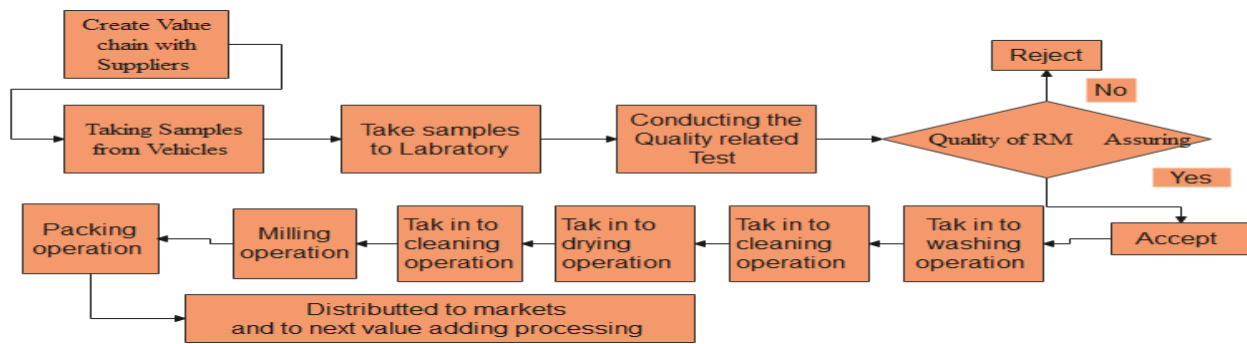 Create Value
chain with
Suppliers
Taking Samples
from Vehicles
Take samples
to Labratory
Conducting the
Quality related
Test
Quality of RM Assuring
Reject
No
Yes
Accept
Tak in to
washing
operation
Tak in to
cleaning
operation
Tak in to
drying
operation
Tak in to
cleaning
operation
Milling
operation
Packing
operation
Distributted to markets
and to next value adding processing